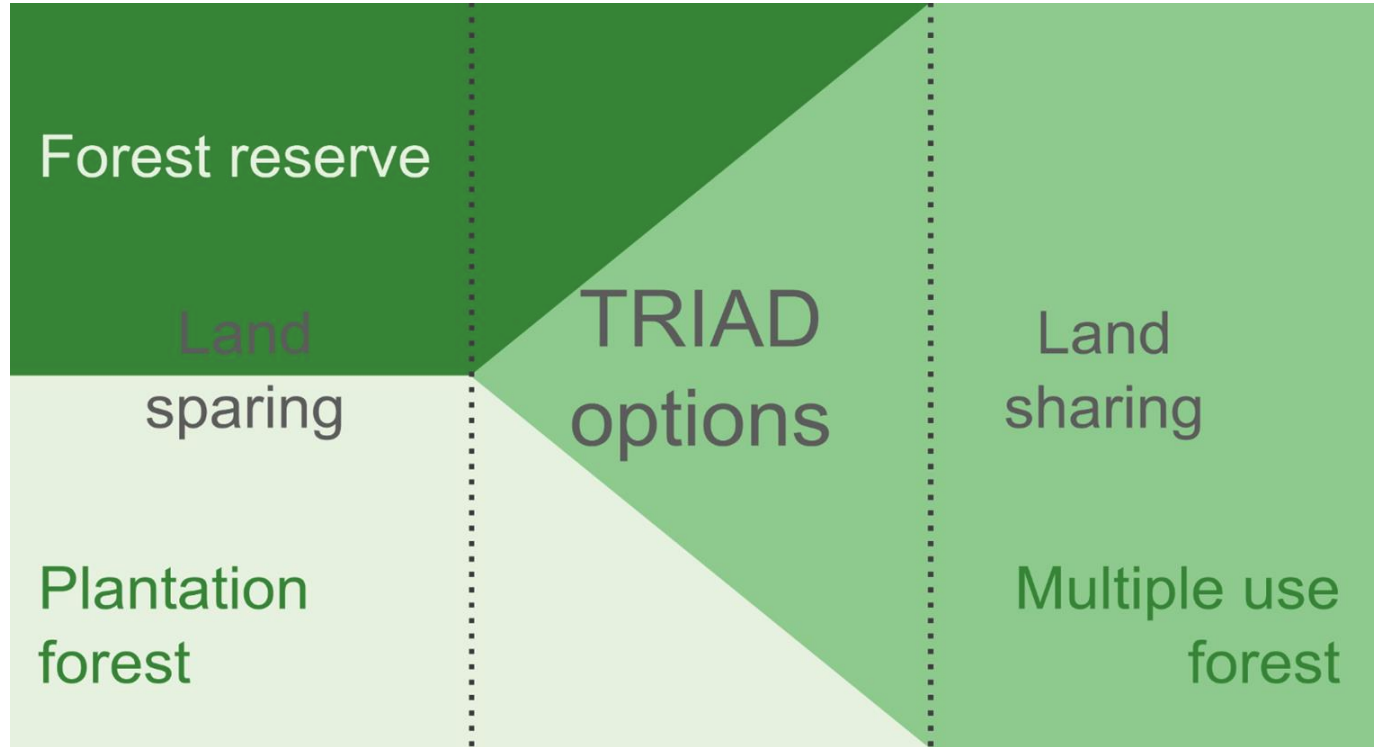 Forest reserve
Land
sparing
TRIAD
options
Land
sharing
Plantation
forest
Multiple use
forest